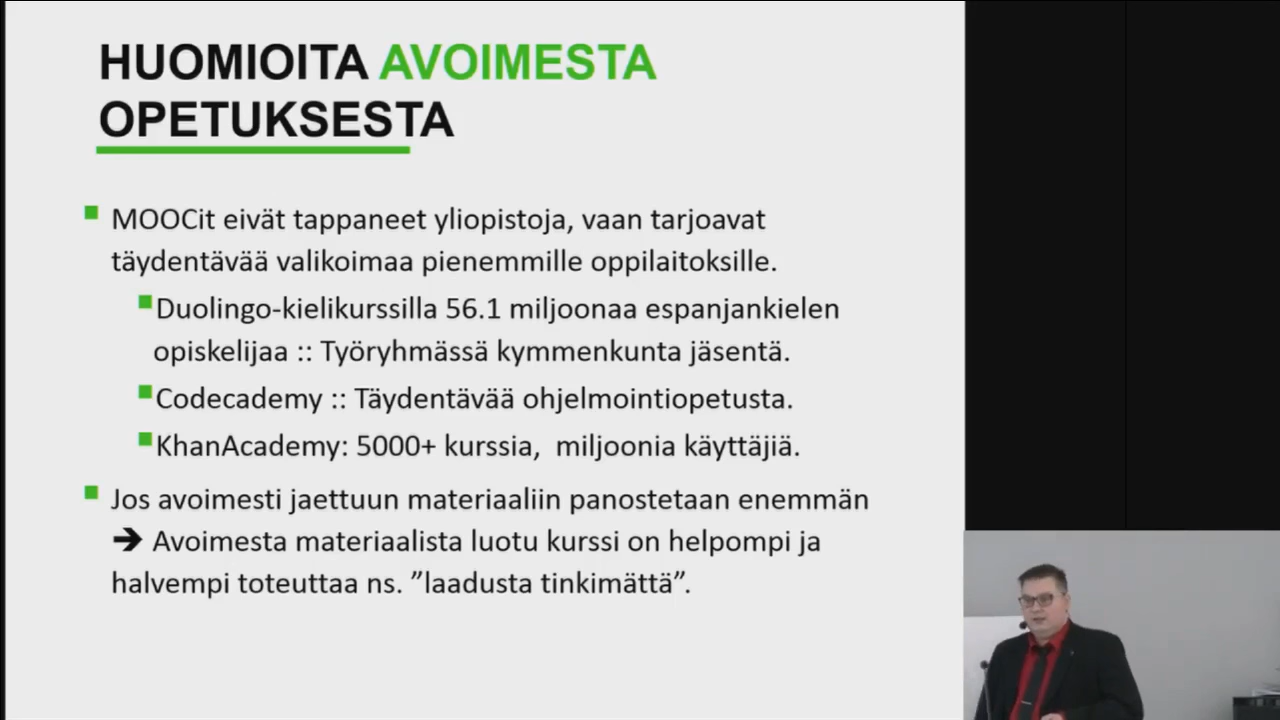 HUOMIOITA AVOIMESTA
OPETUKSESTA
MOOCit eivät tappaneet yliopistoja, vaan tarjoavat
täydentävää valikoimaa pienemmille oppilaitoksille.
Duolingo-kielikurssilla 56.1 miljoonaa espanjankielen
opiskelijaa :: Työryhmässä kymmenkunta jäsentä.
Codecademy :: Täydentävää ohjelmointiopetusta.
KhanAcademy: 5000+ kurssia,  miljoonia käyttäjiä.
Jos avoimesti jaettuun materiaaliin panostetaan enemmän
➔ Avoimesta materiaalista luotu kurssi on helpompi ja
halvempi toteuttaa ns. ”laadusta tinkimättä”.